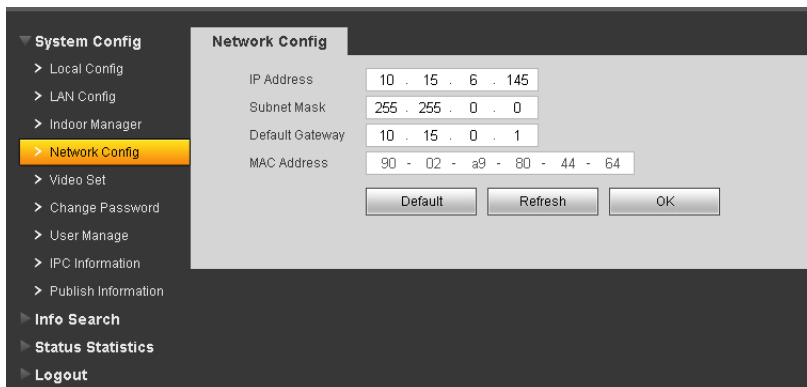 System Config
> Local Config
> LAN Config
> Indoor Manager
> Network Config
> Video Set
> Change Password
> User Manage
> IPC Information
> Publish Information
Info Search
Status Statistics
Logout
Network Config
IP Address 10 . 15 . 6 . 145
Subnet Mask 255 . 255 . 0 . 0
Default Gateway 10 . 15 . 0 . 1
MAC Address 90 - 02 - a9 - 80 - 44 - 64
Default Refresh OK